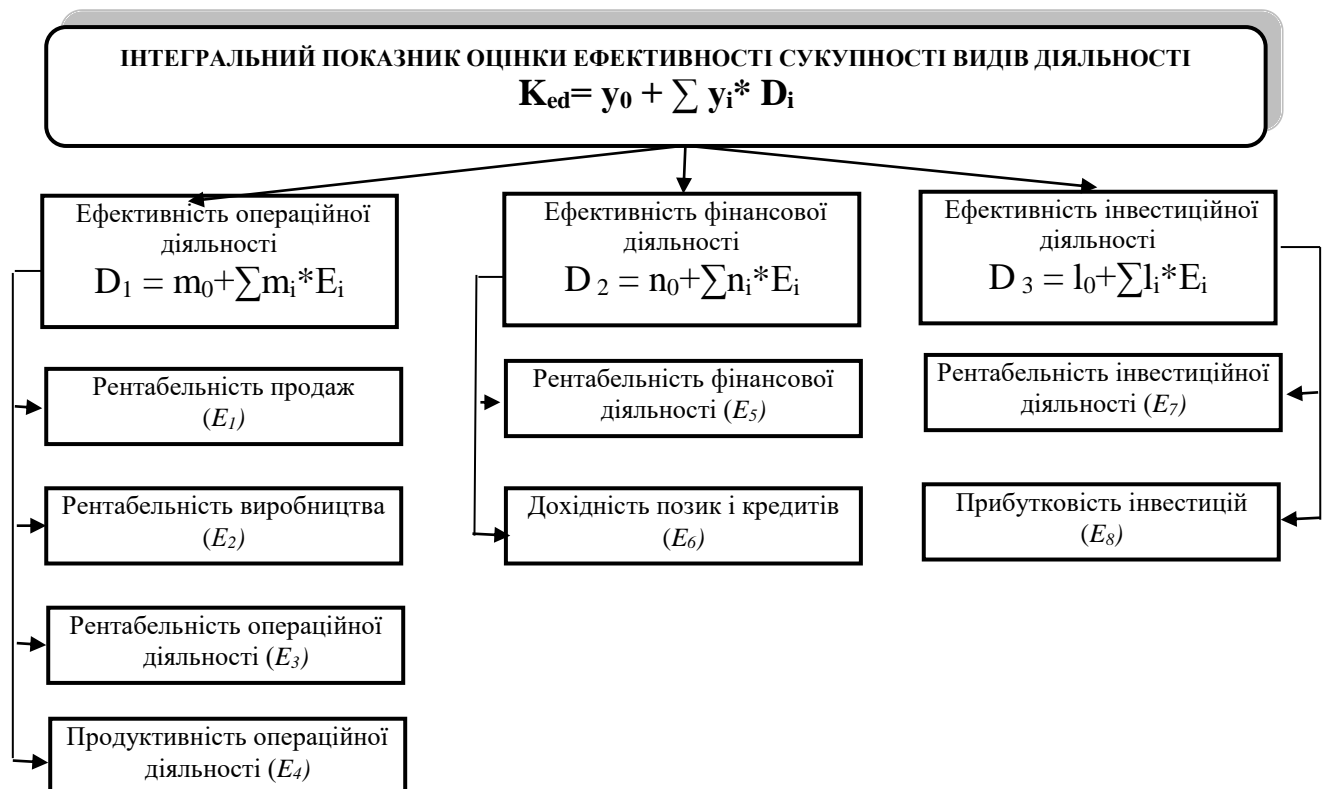 ІНТЕГРАЛЬНИЙ ПОКАЗНИК ОЦІНКИ ЕФЕКТИВНОСТІ СУКУПНОСТІ ВИДІВ ДІЯЛЬНОСТІ
Ked= y0 + ∑ yi* Di
Ефективність операційної
діяльності
D1 = m0+∑mi*Ei
Рентабельність продаж
(E1)
Рентабельність виробництва
(E2)
Рентабельність операційної
діяльності (E3)
Продуктивність операційної
діяльності (E4)
Ефективність фінансової
діяльності
D 2 = n0+∑ni*Ei
Рентабельність фінансової
діяльності (E5)
Дохідність позик і кредитів
(E6)
Ефективність інвестиційної
діяльності
D 3 = l0+∑li*Ei
Рентабельність інвестиційної
діяльності (E7)
Прибутковість інвестицій
(E8)